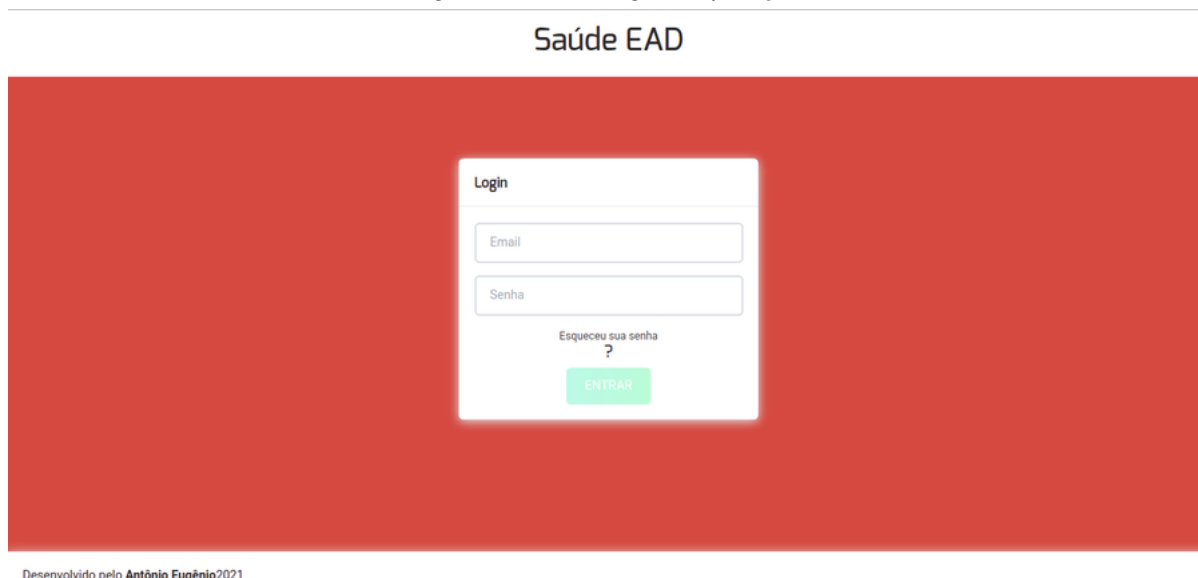 Saúde EAD
Login
Email
Senha
Esqueceu sua senha
?
ENTRAR
Desenvolvido pelo Antônio Eugênio2021